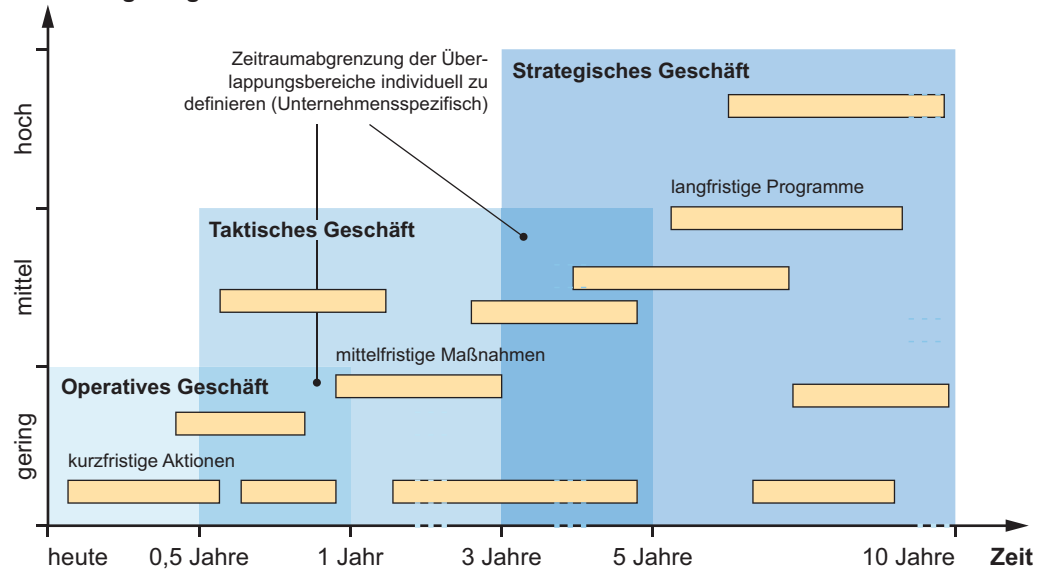 Zeitraumabgrenzung der Über-
lappungsbereiche individuell zu
definieren (Unternehmensspezifisch)
Strategisches Geschäft
hoch
langfristige Programme
Taktisches Geschäft
mittel
mittelfristige Maßnahmen
Operatives Geschäft
gering
kurzfristige Aktionen
heute 0,5 Jahre 1 Jahr 3 Jahre 5 Jahre 10 Jahre Zeit